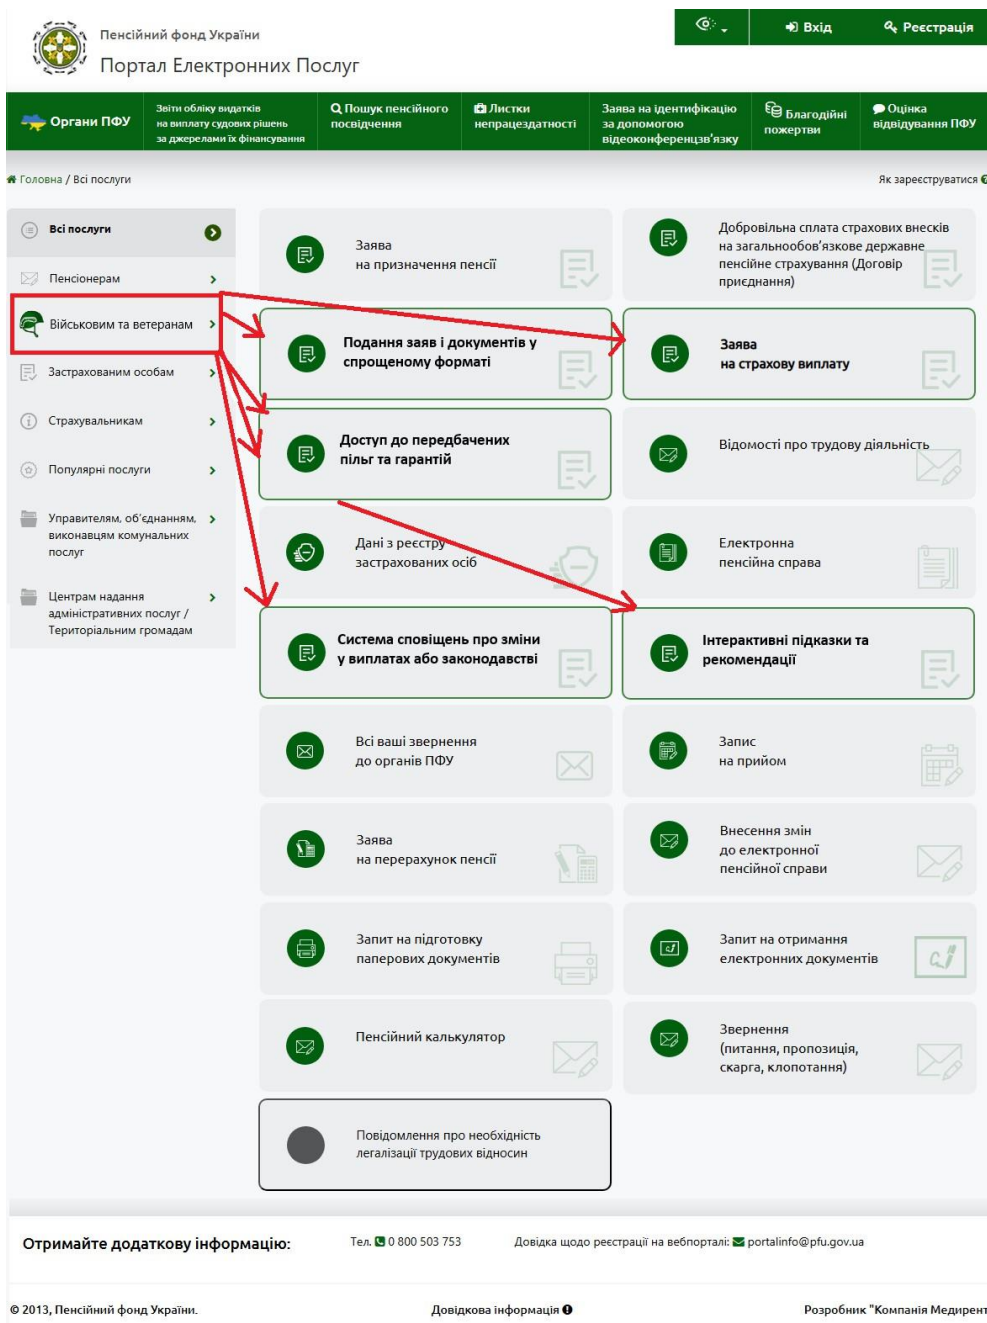 Пенсійний фонд України
Портал Електронних Послуг
Вхід
Реєстрація
Органи ПФУ
Звіти обліку видатків
на виплату судових рішень
за джерелами їх фінансування
Пошук пенсійного
посвідчення
Листки
непрацездатності
Заява на ідентифікацію
за допомогою
відеоконференцзв'язку
Благодійні
пожертви
Оцінка
відвідування ПФУ
Головна / Всі послуги
Як зареєструватися
Всі послуги
Пенсіонерам
Військовим та ветеранам
Застрахованим особам
Страхувальникам
Популярні послуги
Управителям, об'єднанням,
виконавцям комунальних
послуг
Центрам надання
адміністративних послуг /
Територіальним громадам
Заява
на призначення пенсії
Добровільна сплата страхових внесків
на загальнообов'язкове державне
пенсійне страхування (Договір
приєднання)
Подання заяв і документів у
спрощеному форматі
Заява
на страхову виплату
Доступ до передбачених
пільг та гарантій
Відомості про трудову діяльність
Дані з реєстру
застрахованих осіб
Електронна
пенсійна справа
Система сповіщень про зміни
у виплатах або законодавстві
Інтерактивні підказки та
рекомендації
Всі ваші звернення
до органів ПФУ
Запис
на прийом
Заява
на перерахунок пенсії
Внесення змін
до електронної
пенсійної справи
Запит на підготовку
паперових документів
Запит на отримання
електронних документів
Пенсійний калькулятор
Звернення
(питання, пропозиція,
скарга, клопотання)
Повідомлення про необхідність
легалізації трудових відносин
Отримайте додаткову інформацію:
Тел. 0 800 503 753
Довідка щодо реєстрації на вебпорталі: portalinfo@pfu.gov.ua
© 2013, Пенсійний фонд України.
Довідкова інформація
Розробник "Компанія Медирент